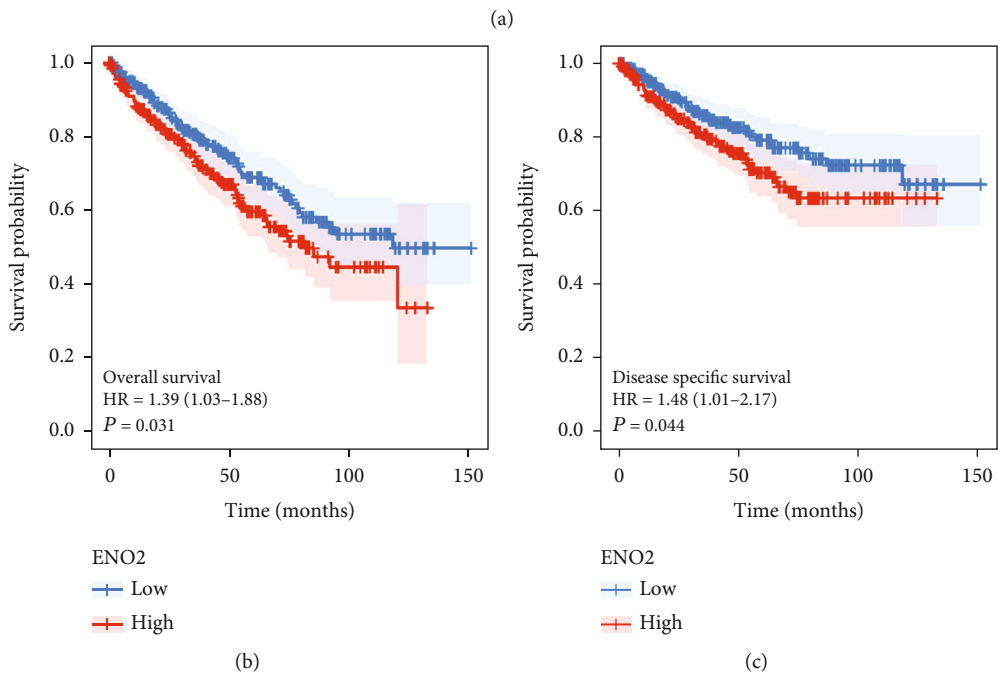 (a)
Survival probability
1.0
0.8
0.6
0.4
0.2
0.0
Overall survival
HR = 1.39 (1.03–1.88)
P = 0.031
0 50 100 150
Time (months)
ENO2
Low
High
(b)
Survival probability
1.0
0.8
0.6
0.4
0.2
0.0
Disease specific survival
HR = 1.48 (1.01–2.17)
P = 0.044
0 50 100 150
Time (months)
ENO2
Low
High
(c)